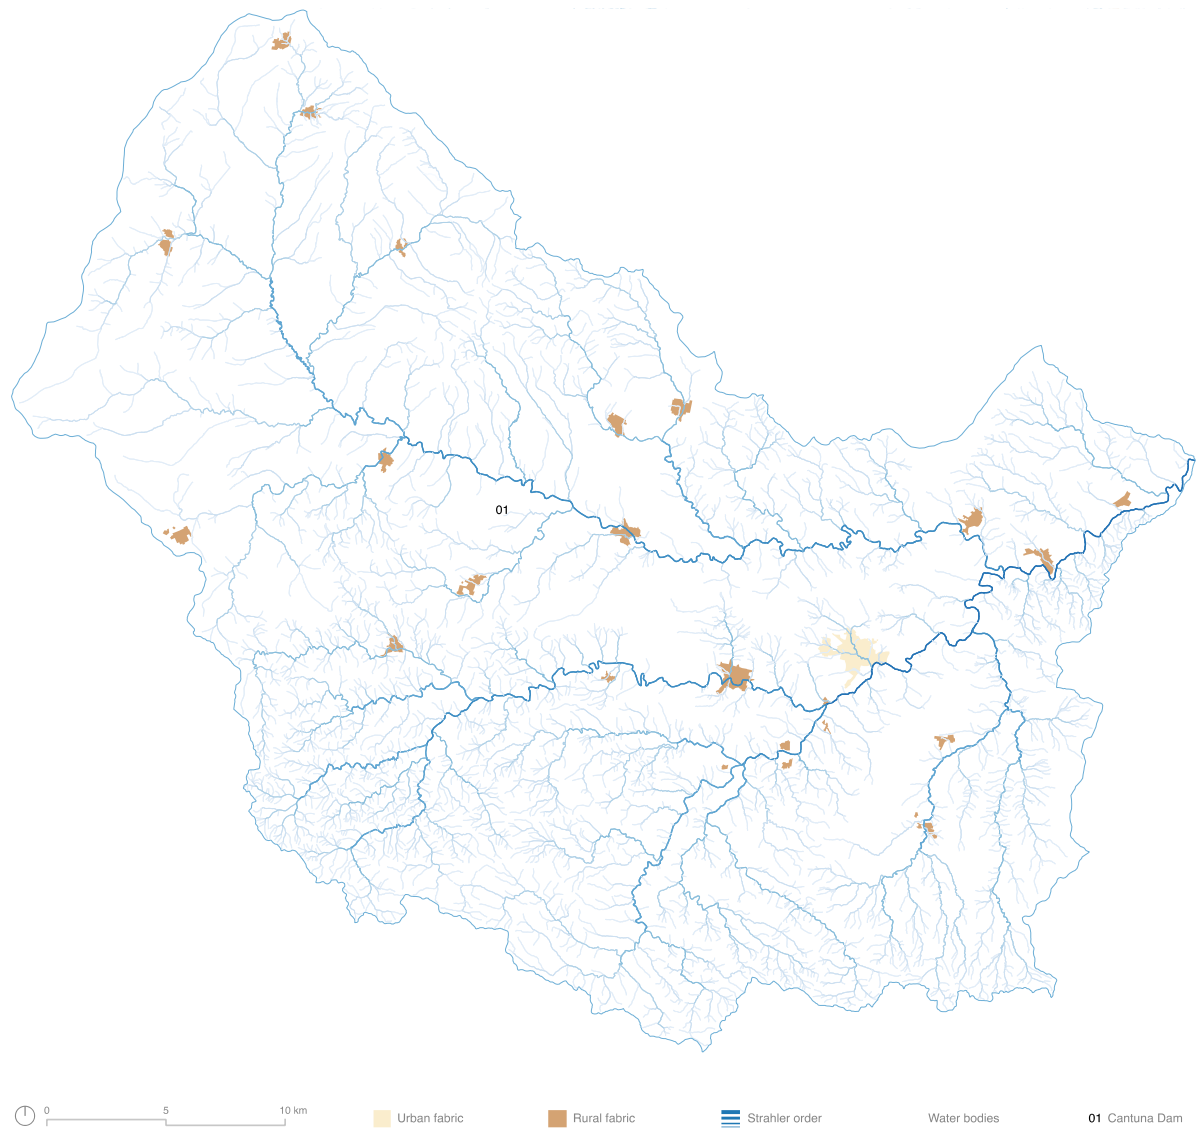 01
0 5 10 km
Urban fabric
Rural fabric
Strahler order
Water bodies
01 Cantuna Dam